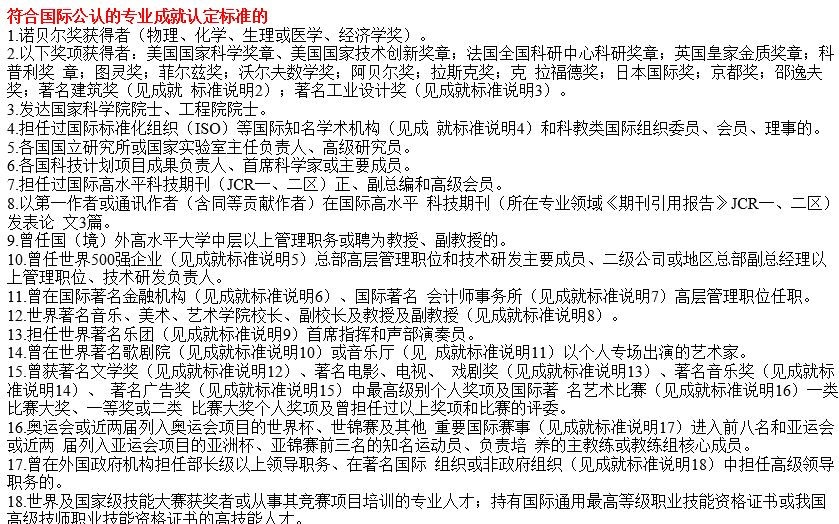 符合国际公认的专业成就认定标准的
1.诺贝尔奖获得者（物理、化学、生理或医学、经济学奖）。
2.以下奖项获得者：美国国家科学奖章、美国国家技术创新奖章；法国全国科研中心科研奖章；英国皇家金质奖章；科
普利奖 章；图灵奖；菲尔兹奖；沃尔夫数学奖；阿贝尔奖；拉斯克奖；克 拉福德奖；日本国际奖；京都奖；邵逸夫
奖；著名建筑奖（见成就 标准说明2）；著名工业设计奖（见成就标准说明3）。
3.发达国家科学院院士、工程院院士。
4.担任过国际标准化组织（ISO）等国际知名学术机构（见成 就标准说明4）和科教类国际组织委员、会员、理事的。
5.各国国立研究所或国家实验室主任负责人、高级研究员。
6.各国科技计划项目成果负责人、首席科学家或主要成员。
7.担任过国际高水平科技期刊（JCR一、二区）正、副总编和高级会员。
8.以第一作者或通讯作者（含同等贡献作者）在国际高水平 科技期刊（所在专业领域《期刊引用报告》JCR一、二区）
发表论 文3篇。
9.曾任国（境）外高水平大学中层以上管理职务或聘为教授、副教授的。
10.曾任世界500强企业（见成就标准说明5）总部高层管理职位和技术研发主要成员、二级公司或地区总部副总经理以
上管理职位、技术研发负责人。
11.曾在国际著名金融机构（见成就标准说明6）、国际著名 会计师事务所（见成就标准说明7）高层管理职位任职。
12.世界著名音乐、美术、艺术学院校长、副校长及教授及副教授（见成就标准说明8）。
13.担任世界著名乐团（见成就标准说明9）首席指挥和声部演奏员。
14.曾在世界著名歌剧院（见成就标准说明10）或音乐厅（见 成就标准说明11）以个人专场出演的艺术家。
15.曾获著名文学奖（见成就标准说明12）、著名电影、电视、 戏剧奖（见成就标准说明13）、著名音乐奖（见成就标
准说明14）、 著名广告奖（见成就标准说明15）中最高级别个人奖项及国际著 名艺术比赛（见成就标准说明16）一类
比赛大奖、一等奖或二类 比赛大奖个人奖项及曾担任过以上奖项和比赛的评委。
16.奥运会或近两届列入奥运会项目的世界杯、世锦赛及其他 重要国际赛事（见成就标准说明17）进入前八名和亚运会
或近两 届列入亚运会项目的亚洲杯、亚锦赛前三名的知名运动员、负责培 养的主教练或教练组核心成员。
17.曾在外国政府机构担任部长级以上领导职务、在著名国际 组织或非政府组织（见成就标准说明18）中担任高级领导
职务的。
18.世界及国家级技能大赛获奖者或从事其竞赛项目培训的专业人才；持有国际通用最高等级职业技能资格证书或我国
高级技师职业技能资格证书的高技能人才。